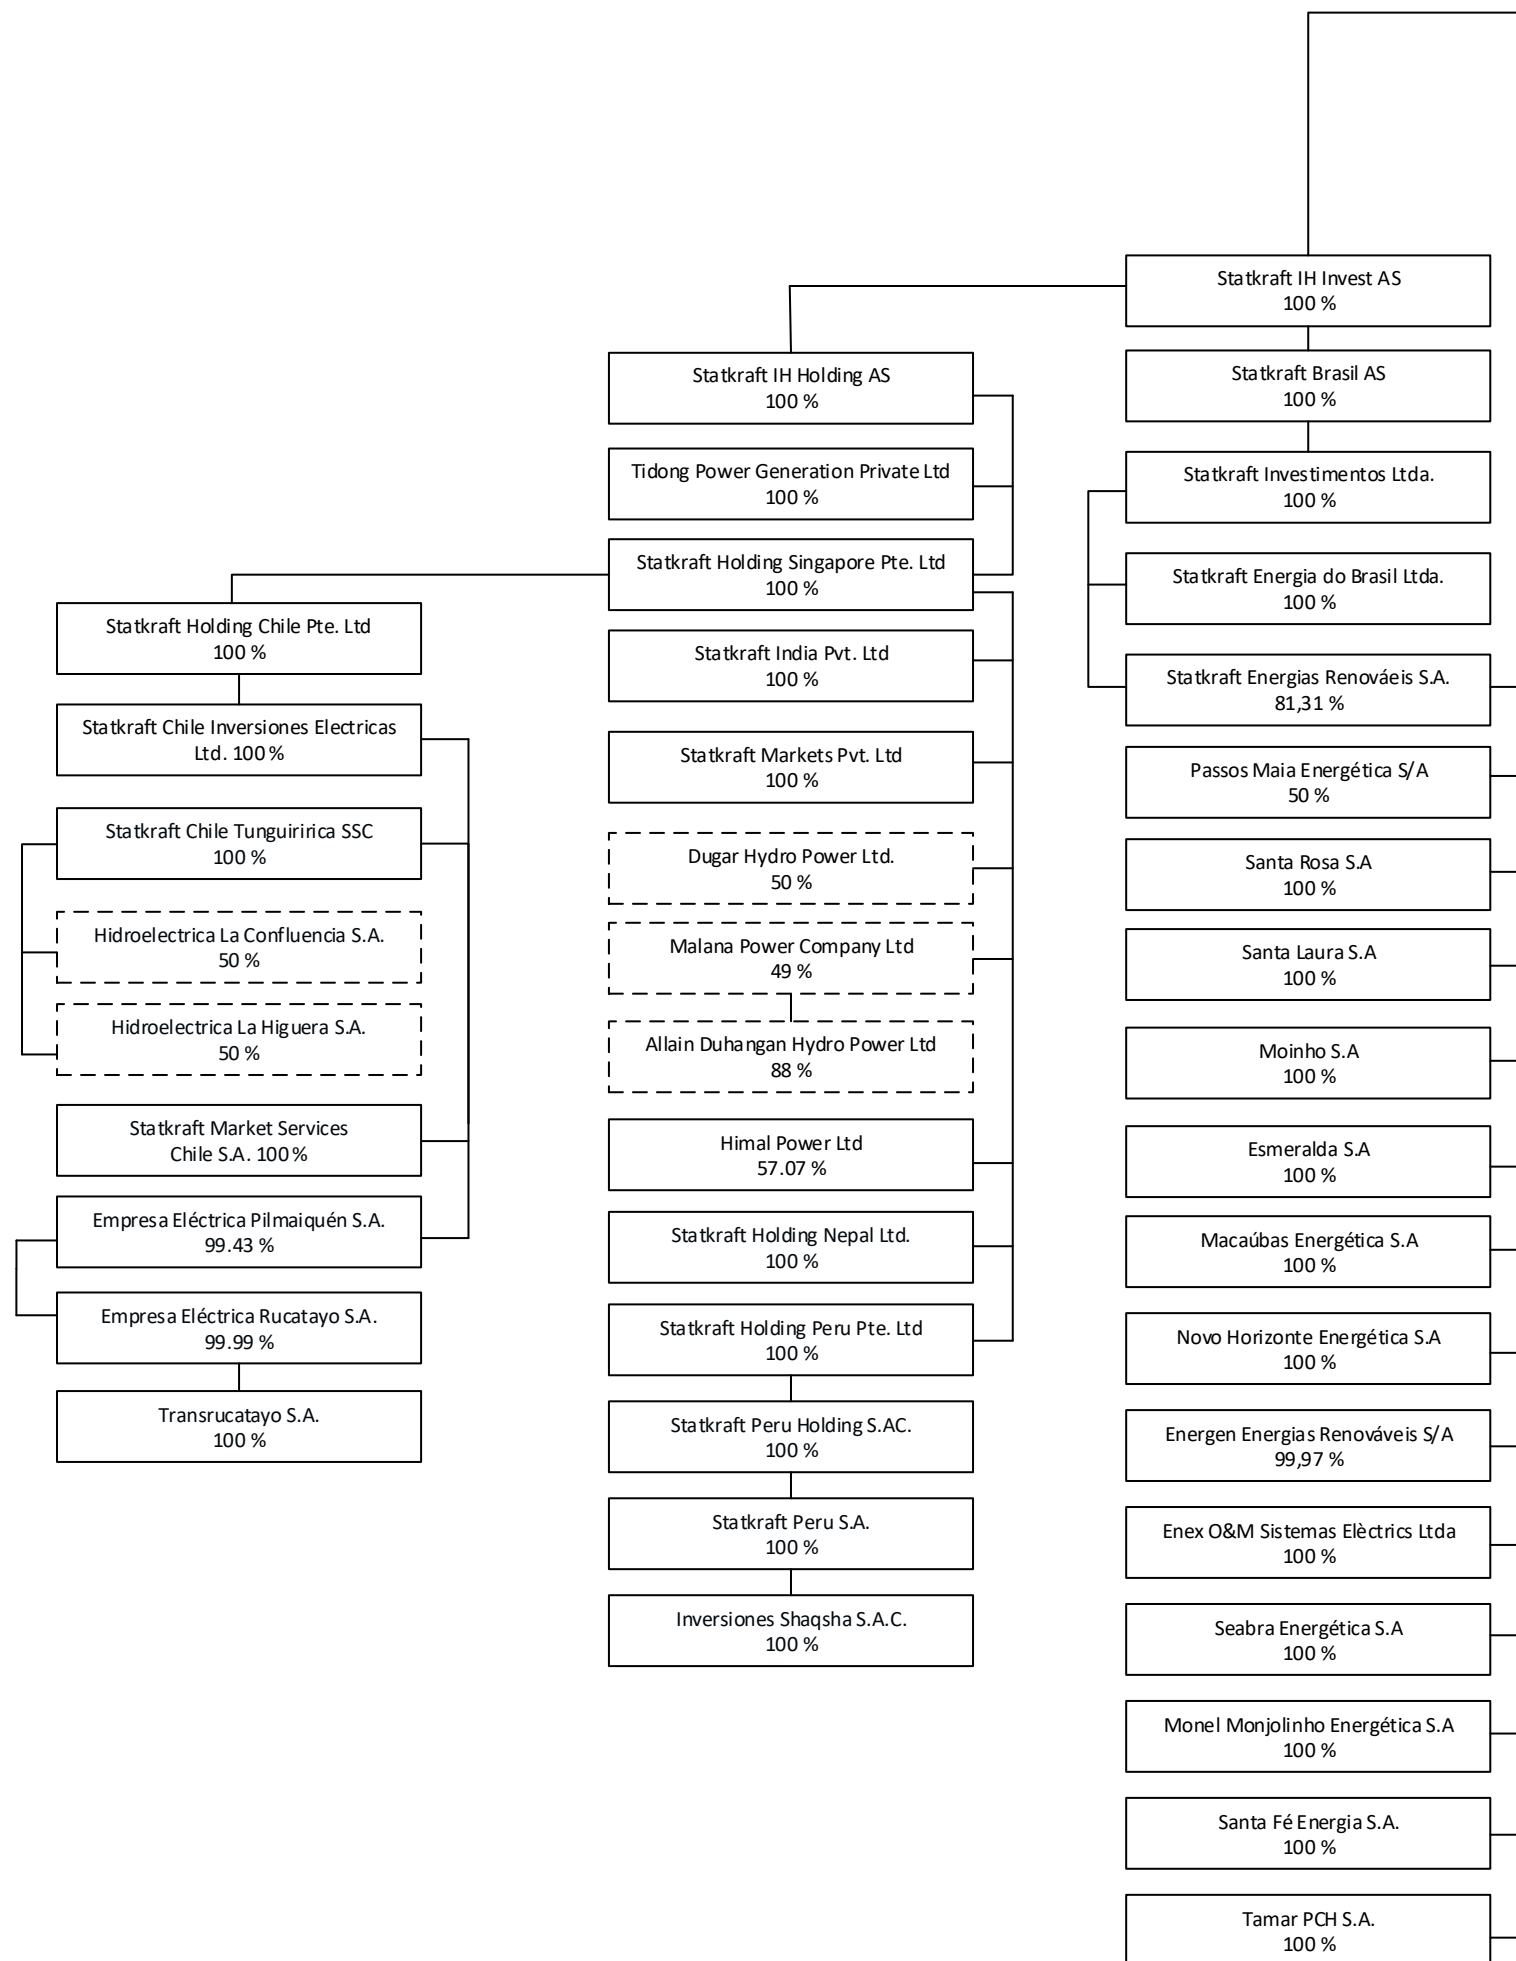 Statkraft IH Invest AS
100 %
Statkraft IH Holding AS
100 %
Tidong Power Generation Private Ltd
100 %
Statkraft Holding Singapore Pte. Ltd
100 %
Statkraft Holding Chile Pte. Ltd
100 %
Statkraft Chile Inversiones Electricas
Ltd. 100 %
Statkraft Chile Tunguiririca SSC
100 %
Hidroelectrica La Confluencia S.A.
50 %
Hidroelectrica La Higuera S.A.
50 %
Statkraft Market Services
Chile S.A. 100 %
Empresa Eléctrica Pilmaiquén S.A.
99.43 %
Empresa Eléctrica Rucatayo S.A.
99.99 %
Transrucatayo S.A.
100 %
Statkraft India Pvt. Ltd
100 %
Statkraft Markets Pvt. Ltd
100 %
Dugar Hydro Power Ltd.
50 %
Malana Power Company Ltd
49 %
Allain Duhangan Hydro Power Ltd
88 %
Himal Power Ltd
57.07 %
Statkraft Holding Nepal Ltd.
100 %
Statkraft Holding Peru Pte. Ltd
100 %
Statkraft Peru Holding S.AC.
100 %
Statkraft Peru S.A.
100 %
Inversiones Shaqsha S.A.C.
100 %
Statkraft Brasil AS
100 %
Statkraft Investimentos Ltda.
100 %
Statkraft Energia do Brasil Ltda.
100 %
Statkraft Energias Renováeis S.A.
81,31 %
Passos Maia Energética S/A
50 %
Santa Rosa S.A
100 %
Santa Laura S.A
100 %
Moinho S.A
100 %
Esmeralda S.A
100 %
Macaúbas Energética S.A
100 %
Novo Horizonte Energética S.A
100 %
Energen Energias Renováveis S/A
99,97 %
Enex O&M Sistemas Elèctrics Ltda
100 %
Seabra Energética S.A
100 %
Monel Monjolinho Energética S.A
100 %
Santa Fé Energia S.A.
100 %
Tamar PCH S.A.
100 %